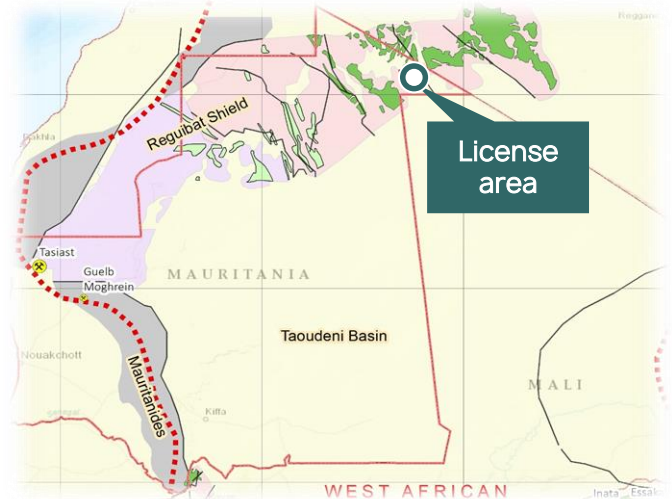 Reggane
Reguibat Shield
License
area
Dakhla
Tasiast
Guelb
Moghrein
MAURITANIA
Taoudeni Basin
Nouakchott
Mauritanides
MALI
Kiffa
WEST AFRICAN
Inata
Essak